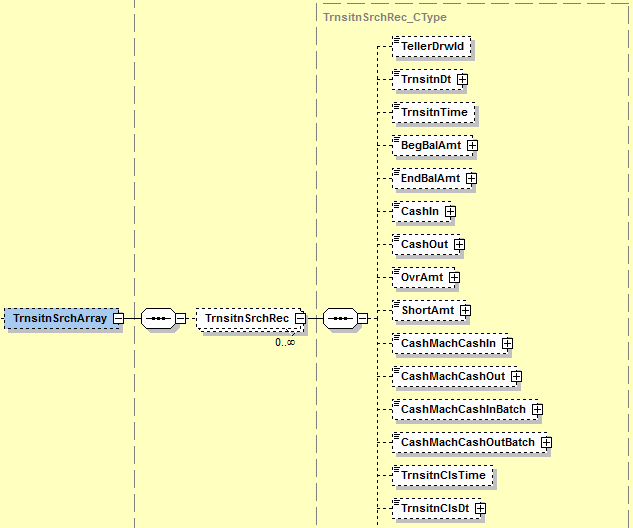 TrnsitnSrchRec_CType
TellerDrwId
TrnsitnDt
TrnsitnTime
BegBalAmt
EndBalAmt
CashIn
CashOut
OvrAmt
TrnsitnSrchArray
TrnsitnSrchRec
0..∞
ShortAmt
CashMachCashIn
CashMachCashOut
CashMachCashInBatch
CashMachCashOutBatch
TrnsitnClsTime
TrnsitnClsDt